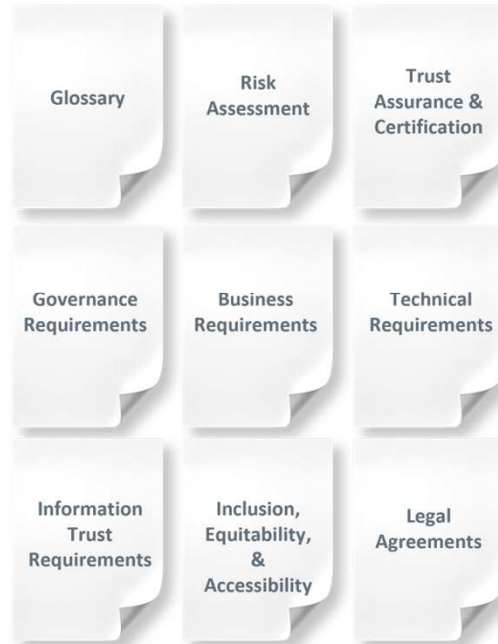 Glossary
Risk
Assessment
Trust
Assurance &
Certification
Governance
Requirements
Business
Requirements
Technical
Requirements
Information
Trust
Requirements
Inclusion,
Equitability,
&
Accessibility
Legal
Agreements